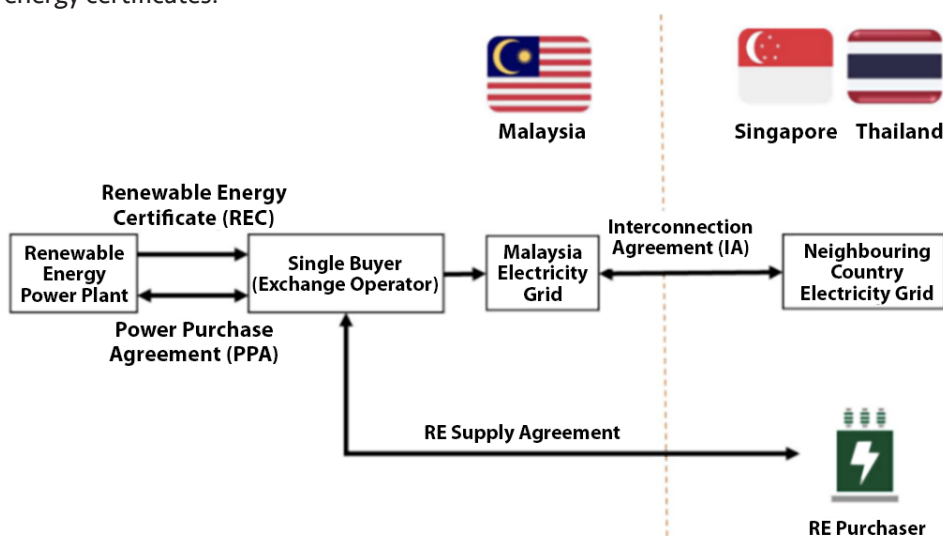 energy certificates.
Malaysia
Singapore
Thailand
Renewable Energy
Certificate (REC)
Renewable
Energy
Power Plant
Single Buyer
(Exchange Operator)
Malaysia
Electricity
Grid
Interconnection
Agreement (IA)
Neighbouring
Country
Electricity Grid
Power Purchase
Agreement (PPA)
RE Supply Agreement
RE Purchaser